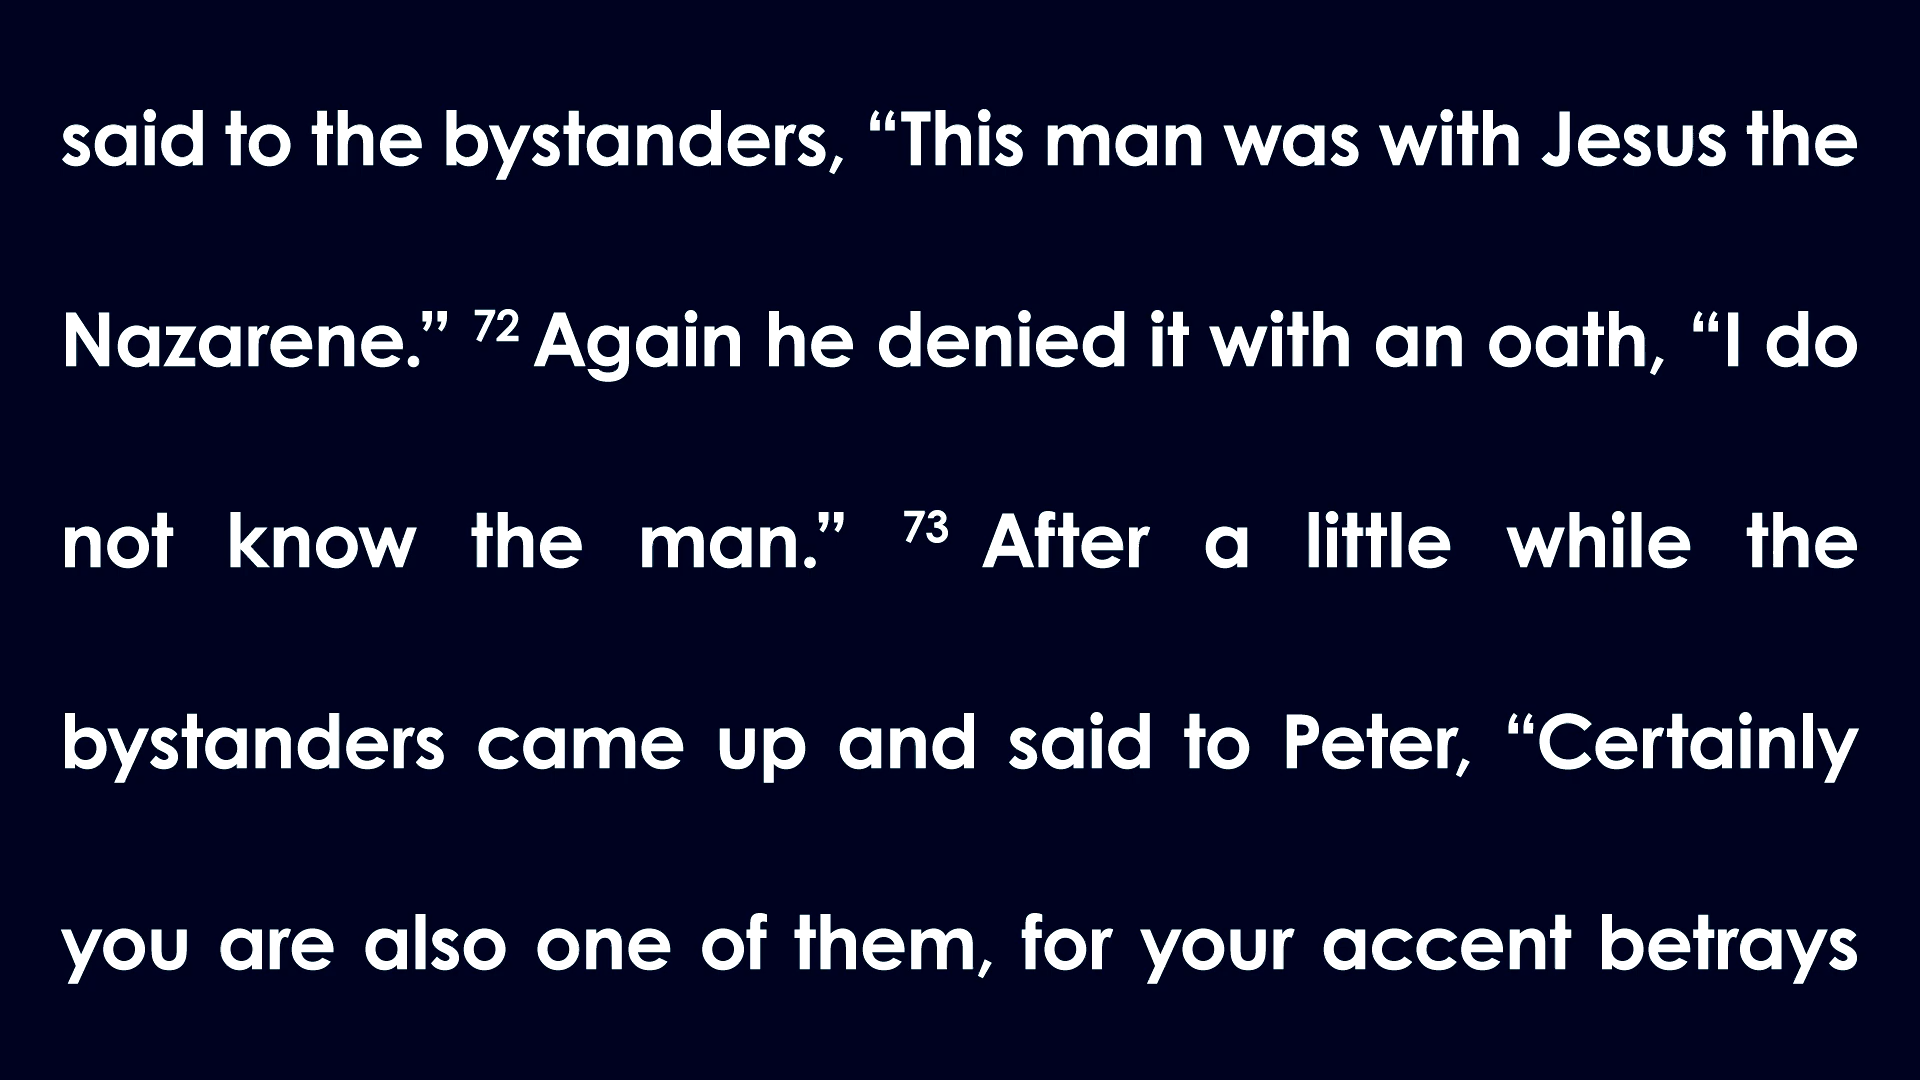 said to the bystanders, “This man was with Jesus the
Nazarene.” 72 Again he denied it with an oath, “I do
not know the man.” 73 After a little while the
bystanders came up and said to Peter, “Certainly
you are also one of them, for your accent betrays